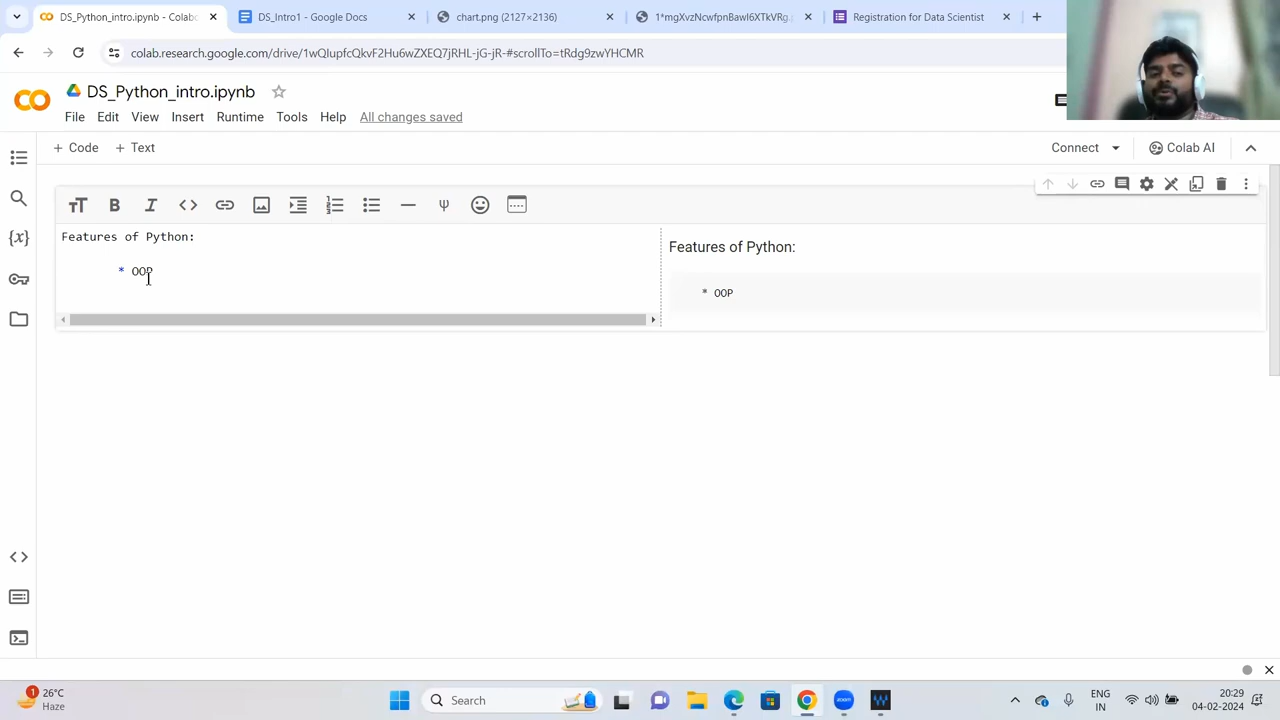 DS_Python_intro.ipynb - Colab
DS_Intro1 - Google Docs
chart.png (2127×2136)
1*mgXvzNcwfpnBawI6XTkVRg.
Registration for Data Scientist
colab.research.google.com/drive/1wQlupfcQkvF2Hu6wZXEQ7jRHL-jG-jR-#scrollTo=tRdg9zwYHCMR
DS_Python_intro.ipynb
File Edit View Insert Runtime Tools Help All changes saved
+ Code + Text
Connect
Colab AI
Features of Python:
* OOP
Features of Python:
* OOP
1
26°C
Haze
Search
ENG
IN
20:29
04-02-2024